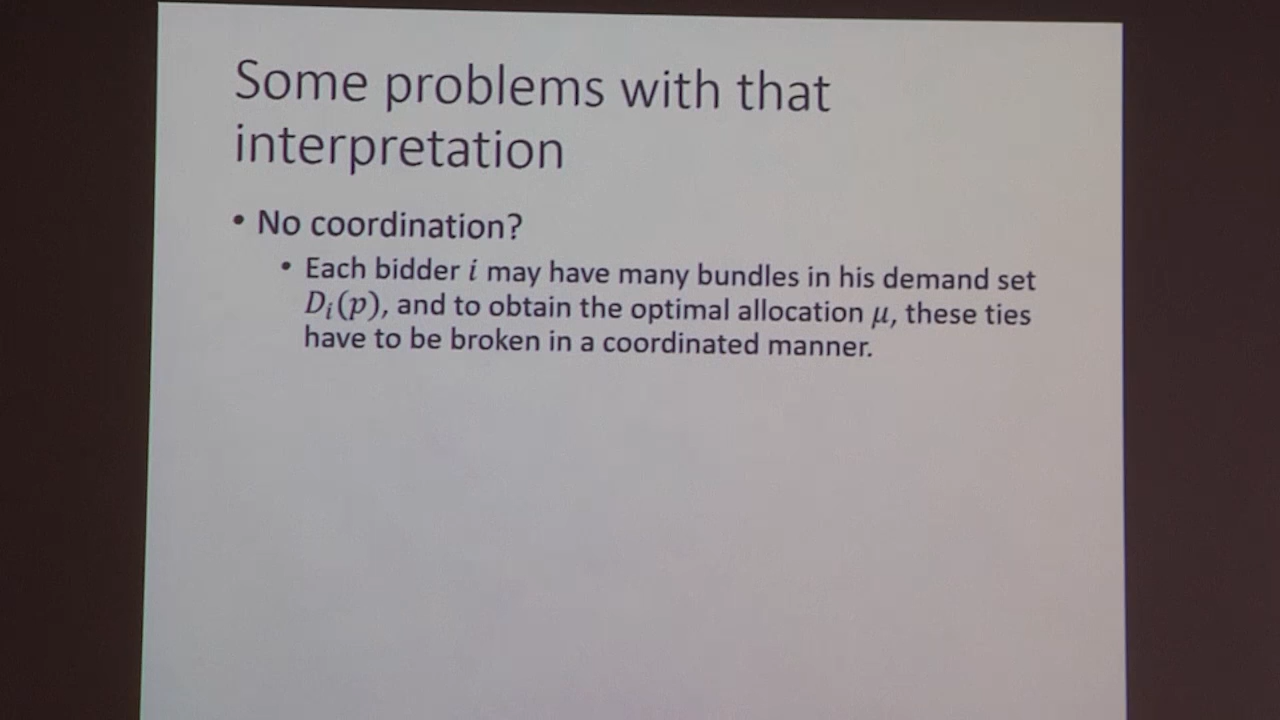 Some problems with that
interpretation
• No coordination?
• Each bidder i may have many bundles in his demand set
Dᵢ(p), and to obtain the optimal allocation μ, these ties
have to be broken in a coordinated manner.